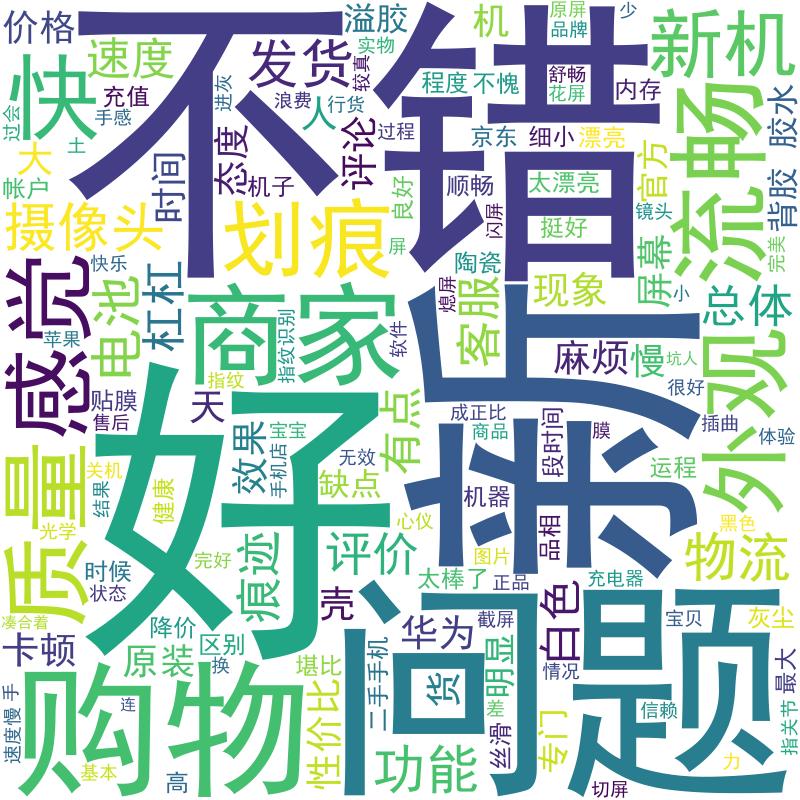 价格
不错
溢胶
机
原屏
品牌
少
新机
速度
发货
实物
较真
快
充值
手感
进灰
浪费
行货
人
程度
不愧
舒畅
花屏
内存
流畅
胶水
背胶
过会
土
大
态度
评论
过程
京东
细小
漂亮
官方
账户
时间
机子
顺畅
太漂亮
摄像头
划痕
良好
闪屏
挺好
镜头
完美
屏
陶瓷
屏幕
感觉
快乐
电池
杠杠
商家
熄屏
客服
现象
小
总体
苹果
指纹识别
软件
手机
麻烦
慢
坑人
外观
指纹
很好
贴膜
售后
天
好
有点
成正比
商品
段时间
膜
插曲
体验
质量
关机
效果
宝宝
手机店
无效
缺点
结果
健康
机器
运程
光学
心仪
品相
黑色
完好
痕迹
评价
图片
物流
时候
状态
太棒了
正品
充电器
壳
问题
凑合着
降价
区别
华为
截屏
白色
宝贝
灰尘
卡顿
原装
换
堪比
二手手机
明显
情况
最大
购物
性价比
货
差
信赖
速度慢
手
连
丝滑
专门
指关节
基本
高
功能
切屏
力